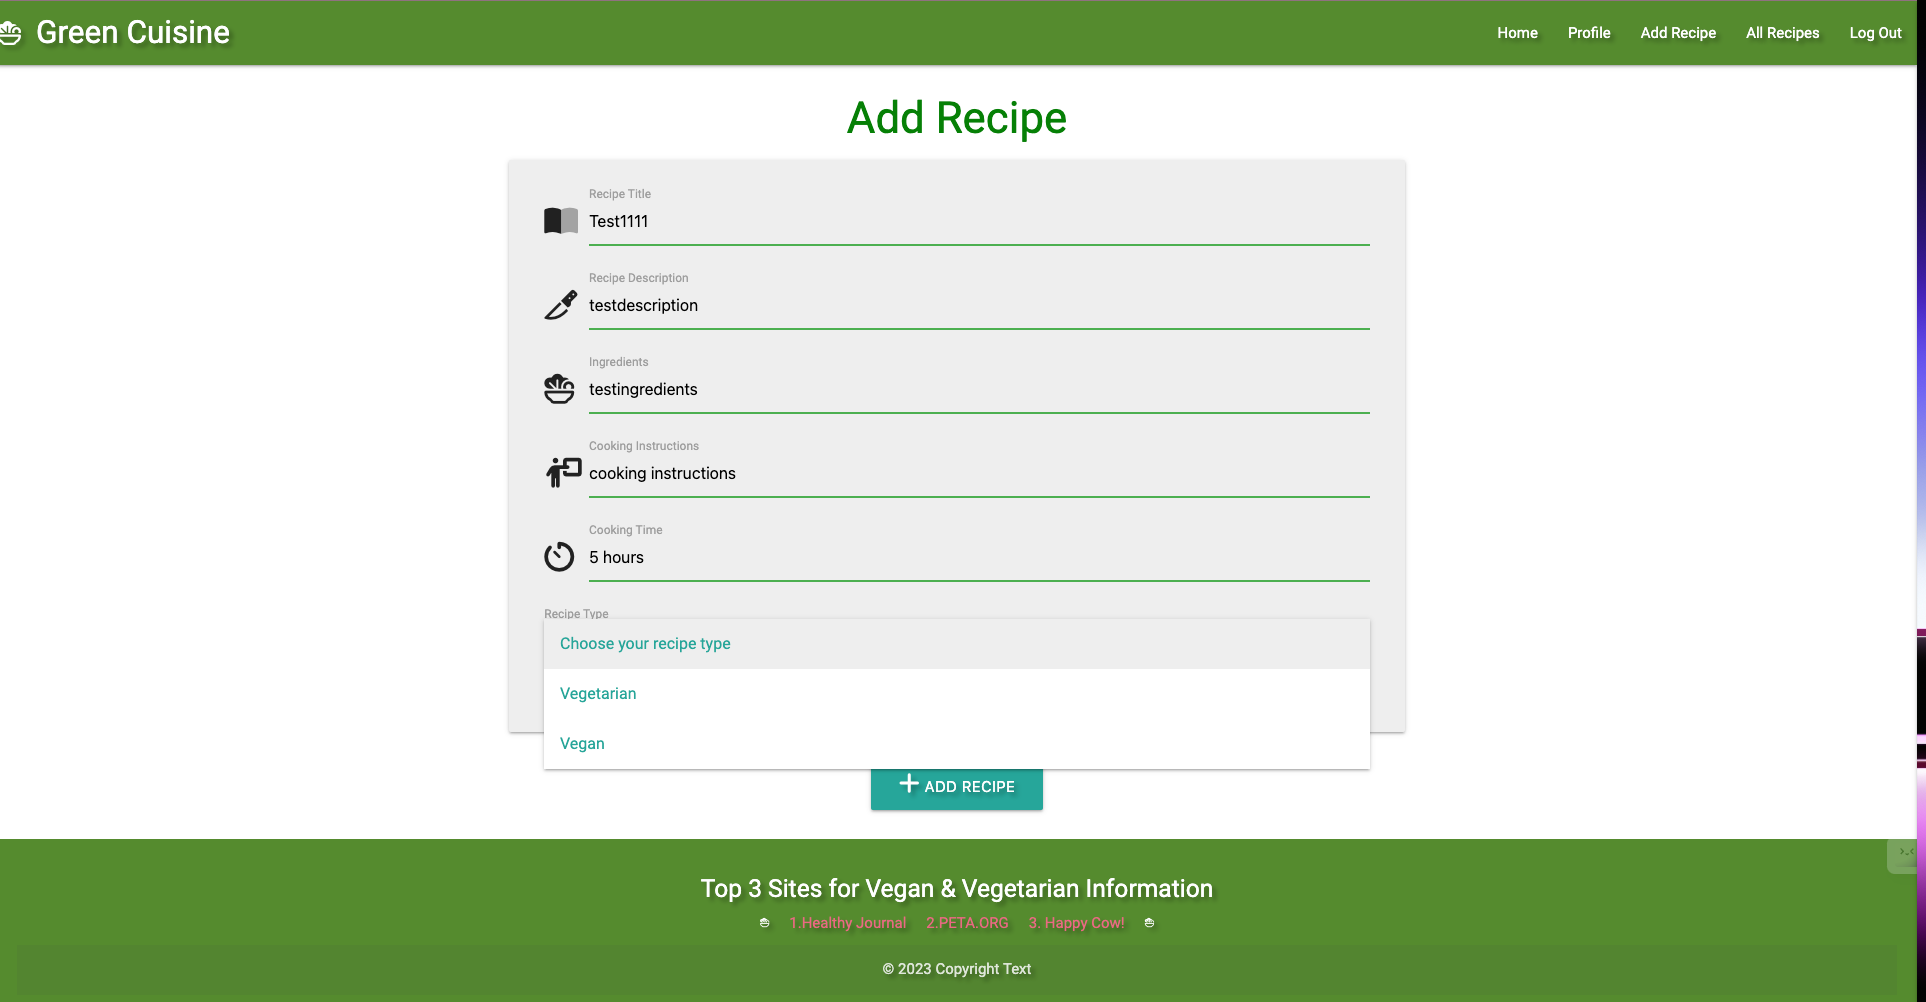 Green Cuisine
Home Profile Add Recipe All Recipes Log Out
Add Recipe
Recipe Title
Test1111
Recipe Description
testdescription
Ingredients
testingredients
Cooking Instructions
cooking instructions
Cooking Time
5 hours
Recipe Type
Choose your recipe type
Vegetarian
Vegan
ADD RECIPE
Top 3 Sites for Vegan & Vegetarian Information
1.Healthy Journal 2.PETA.ORG 3. Happy Cow!
© 2023 Copyright Text